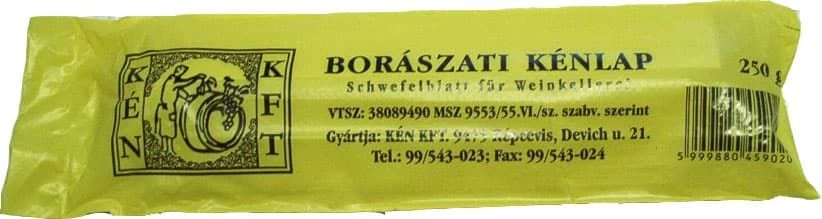 KÉN
KFT
BORÁSZATI KÉNLAP
250 g
Schwefelblatt für Weinkellerei
VTSZ: 38089490 MSZ 9553/55.VI./sz. szabv. szerint
Gyártja: KÉN KFT. 9475 Répcevis, Devich u. 21.
Tel.: 99/543-023; Fax: 99/543-024
5 999880 459020